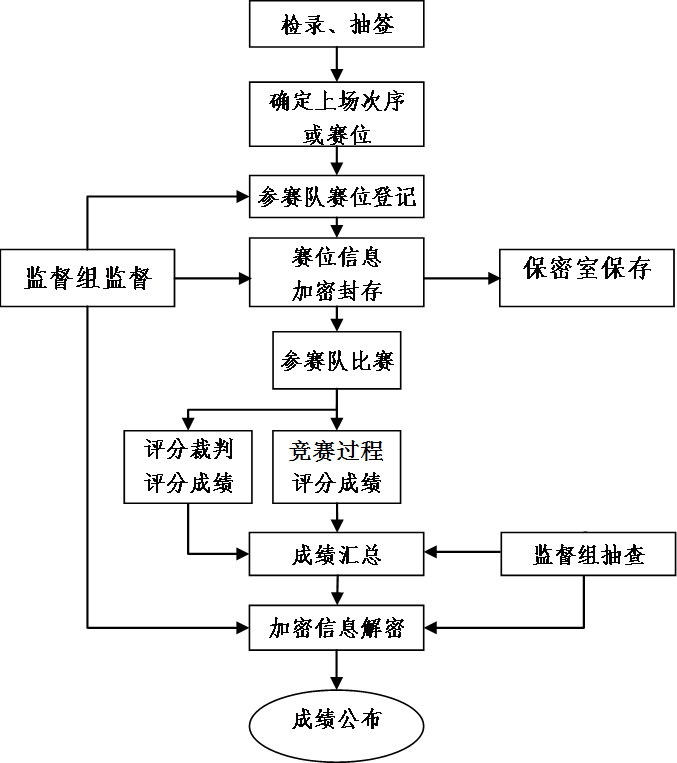 检录、抽签
确定上场次序
或赛位
参赛队赛位登记
监督组监督
赛位信息
加密封存
保密室保存
参赛队比赛
评分裁判
评分成绩
竞赛过程
评分成绩
成绩汇总
监督组抽查
加密信息解密
成绩公布